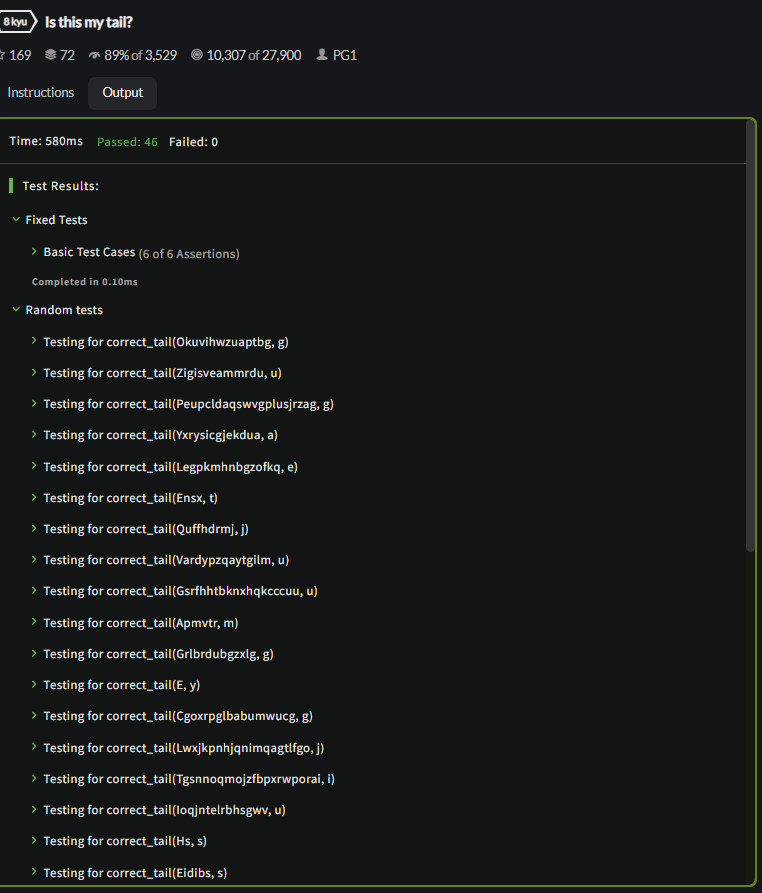 8 kyu Is this my tail?
169 72 89% of 3,529 10,307 of 27,900 PG1
Instructions Output
Time: 580ms Passed: 46 Failed: 0
Test Results:
Fixed Tests
Basic Test Cases (6 of 6 Assertions)
Completed in 0.10ms
Random tests
Testing for correct_tail(Okuvihwzuaptbg, g)
Testing for correct_tail(Zigisveammrdu, u)
Testing for correct_tail(Peupcldaqswvgplusjrzag, g)
Testing for correct_tail(Yxrysicgjekdua, a)
Testing for correct_tail(Legpkmhnbgzofkq, e)
Testing for correct_tail(Ensx, t)
Testing for correct_tail(Quffhdrmj, j)
Testing for correct_tail(Vardypzqaytgilm, u)
Testing for correct_tail(Gsrfhhtbknxhqkcccuu, u)
Testing for correct_tail(Apmvtr, m)
Testing for correct_tail(Grlbrdubgzxlg, g)
Testing for correct_tail(E, y)
Testing for correct_tail(Cgoxrpglbabumwucg, g)
Testing for correct_tail(Lwxjkpnhjqnimqagtlfgo, j)
Testing for correct_tail(Tgsnnoqmojzfbpxrwporai, i)
Testing for correct_tail(Ioqjntelrbhsgwv, u)
Testing for correct_tail(Hs, s)
Testing for correct_tail(Eidibs, s)